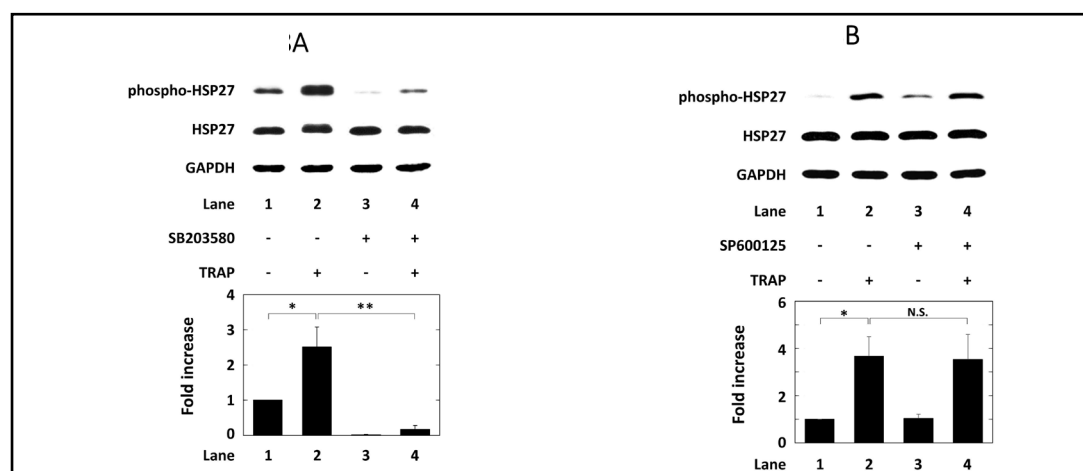 3A
phospho-HSP27
HSP27
GAPDH
Lane 1 2 3 4
SB203580 - - + +
TRAP - + - +
4
3
2
1
0
Fold increase
* **
Lane 1 2 3 4
B
phospho-HSP27
HSP27
GAPDH
Lane 1 2 3 4
SP600125 - - + +
TRAP - + - +
6
4
2
0
Fold increase
* N.S.
Lane 1 2 3 4